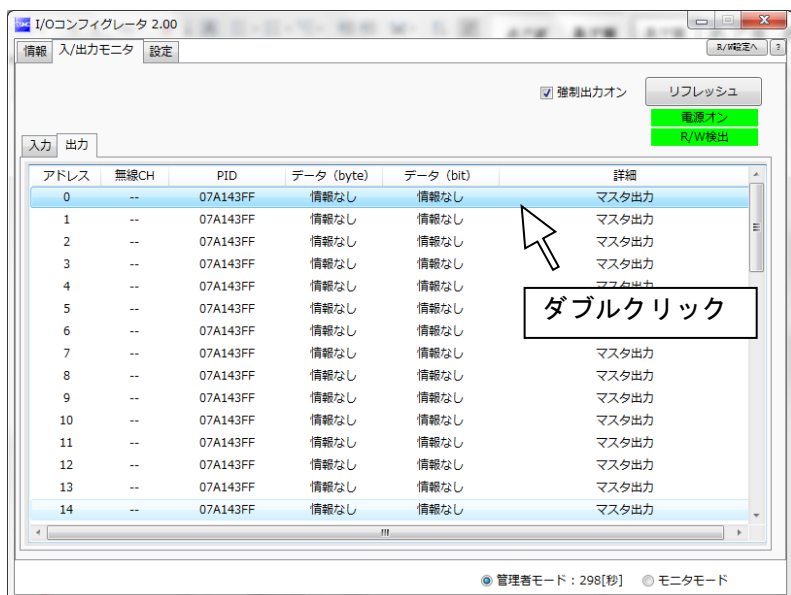 I/Oコンフィグレータ 2.00
情報 入/出力モニタ 設定 R/W設定へ ?
強制出力オン リフレッシュ
電源オン
R/W検出
入力 出力
アドレス 無線CH PID データ (byte) データ (bit) 詳細
0 -- 07A143FF 情報なし 情報なし マスタ出力
1 -- 07A143FF 情報なし 情報なし マスタ出力
2 -- 07A143FF 情報なし 情報なし マスタ出力
3 -- 07A143FF 情報なし 情報なし マスタ出力
4 -- 07A143FF 情報なし 情報なし マスタ出力
5 -- 07A143FF 情報なし 情報なし
ダブルクリック
6 -- 07A143FF 情報なし 情報なし
7 -- 07A143FF 情報なし 情報なし マスタ出力
8 -- 07A143FF 情報なし 情報なし マスタ出力
9 -- 07A143FF 情報なし 情報なし マスタ出力
10 -- 07A143FF 情報なし 情報なし マスタ出力
11 -- 07A143FF 情報なし 情報なし マスタ出力
12 -- 07A143FF 情報なし 情報なし マスタ出力
13 -- 07A143FF 情報なし 情報なし マスタ出力
14 -- 07A143FF 情報なし 情報なし マスタ出力
管理者モード：298[秒] モニタモード